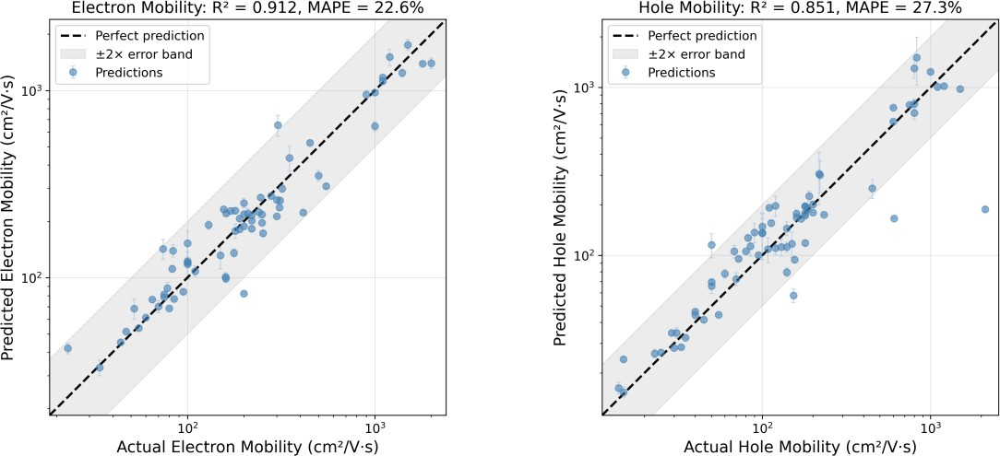 Electron Mobility: R² = 0.912, MAPE = 22.6%
Perfect prediction
±2× error band
Predictions
10³
10²
10²
10³
Predicted Electron Mobility (cm²/V·s)
Actual Electron Mobility (cm²/V·s)
Hole Mobility: R² = 0.851, MAPE = 27.3%
Perfect prediction
±2× error band
Predictions
10³
10²
10²
10³
Predicted Hole Mobility (cm²/V·s)
Actual Hole Mobility (cm²/V·s)